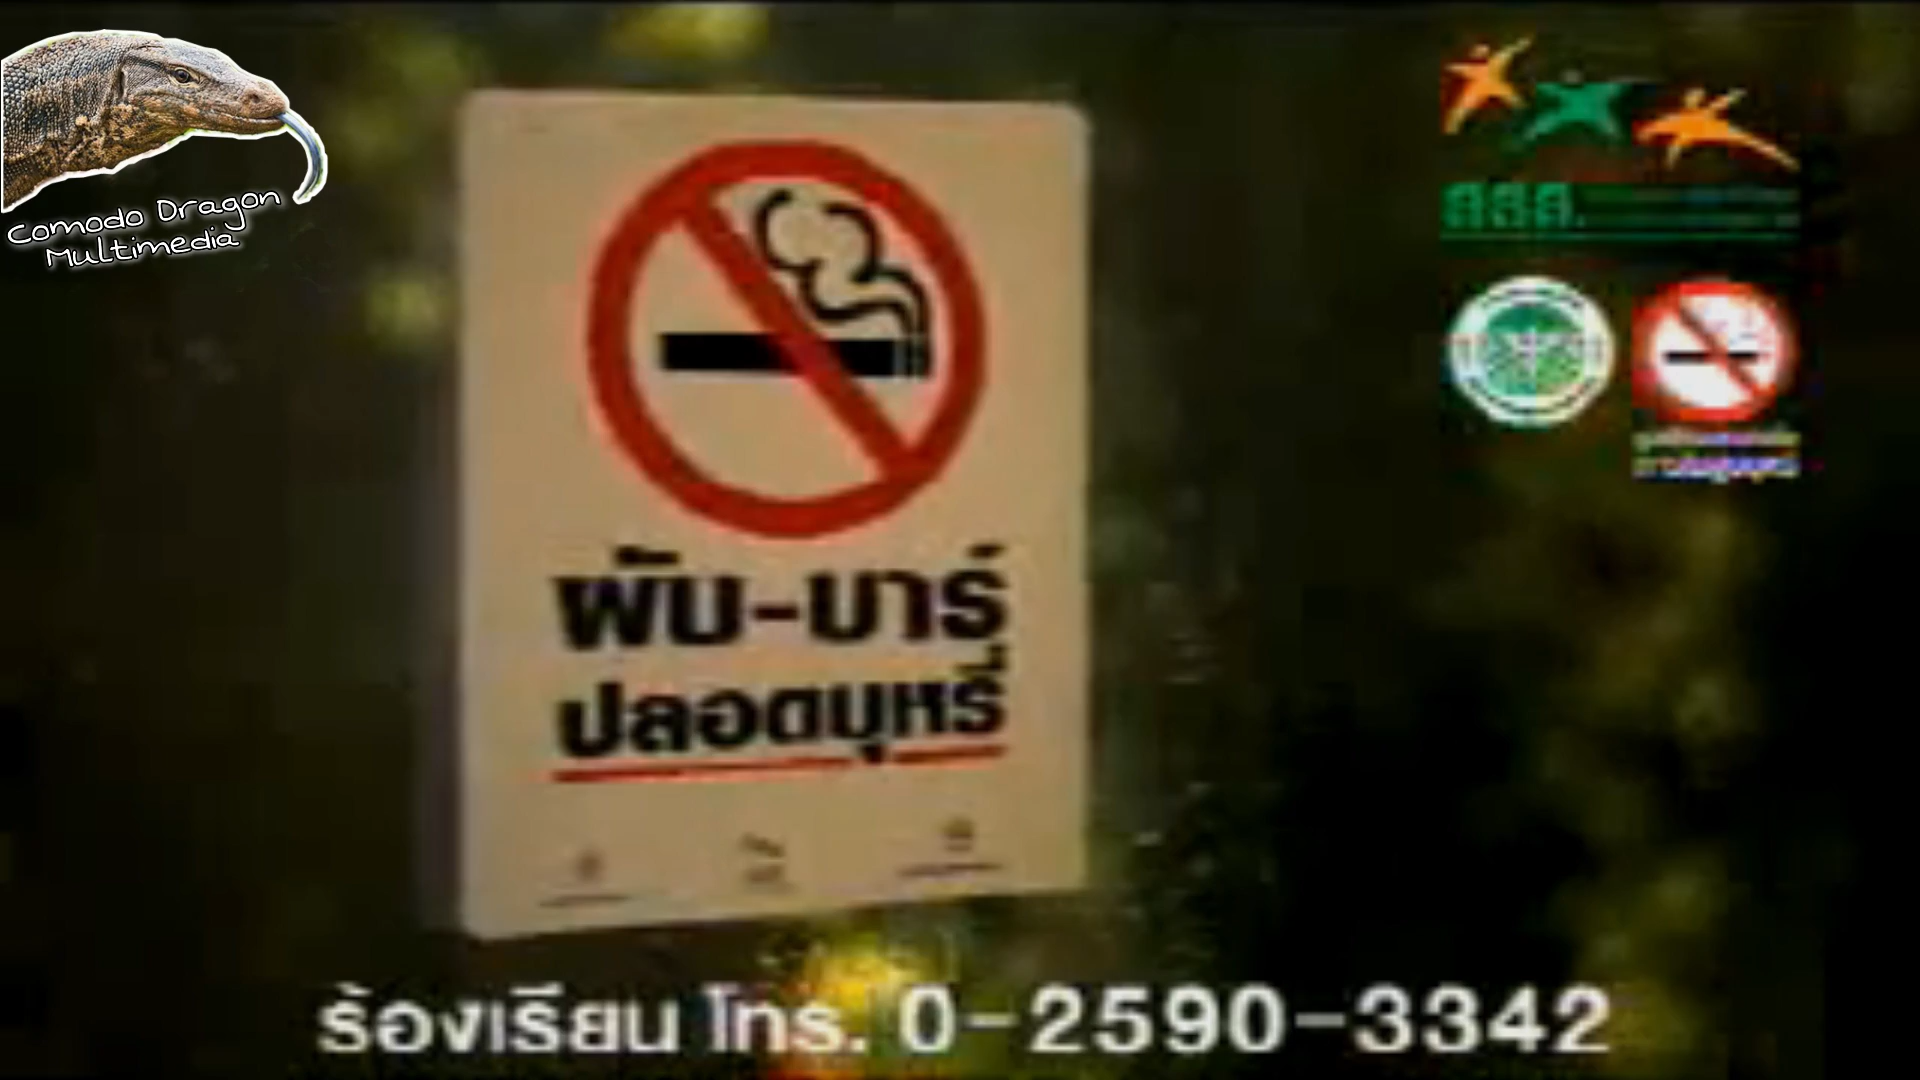 Comodo Dragon
Multimedia
สสส.
ผับ-บาร์
ปลอดบุหรี่
ร้องเรียน โทร. 0-2590-3342